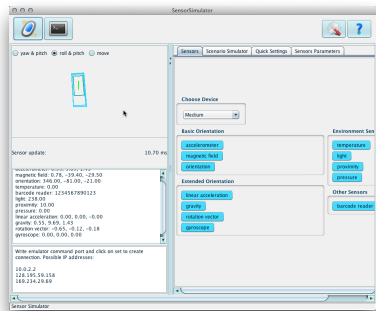 SensorSimulator
yaw & pitch
roll & pitch
move
Sensor update:
10.70 ms
magnetic field: 0.78, -39.40, -29.50
orientation: 346.00, -81.00, -21.00
temperature: 0.00
barcode reader: 1234567890123
light: 238.00
proximity: 10.00
pressure: 0.00
linear acceleration: 0.00, 0.00, -0.00
gravity: 0.55, 9.69, 1.43
rotation vector: -0.65, -0.12, -0.18
gyroscope: 0.00, 0.00, 0.00
Write emulator command port and click on set to create
connection. Possible IP addresses:
10.0.2.2
128.195.59.158
169.234.29.69
Sensors
Scenario Simulator
Quick Settings
Sensors Parameters
Choose Device
Medium
Basic Orientation
accelerometer
magnetic field
orientation
Extended Orientation
linear acceleration
gravity
rotation vector
gyroscope
Environment Sen
temperature
light
proximity
pressure
Other Sensors
barcode reader
Sensor Simulator